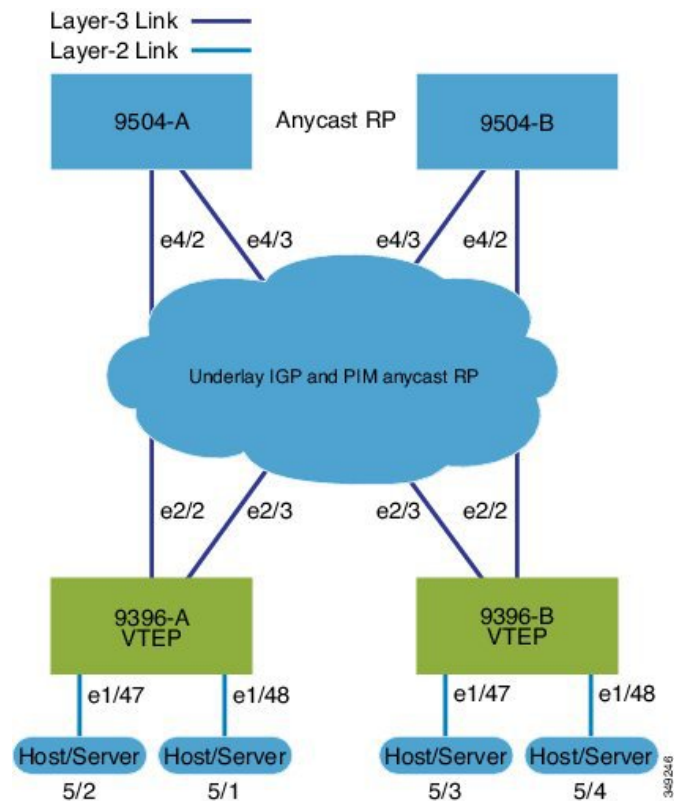 Layer-3 Link
Layer-2 Link
9504-A
Anycast RP
9504-B
e4/2
e4/3
e4/3
e4/2
Underlay IGP and PIM anycast RP
e2/2
e2/3
e2/3
e2/2
9396-A
VTEP
9396-B
VTEP
e1/47
e1/48
e1/47
e1/48
Host/Server
Host/Server
Host/Server
Host/Server
5/2
5/1
5/3
5/4
349246